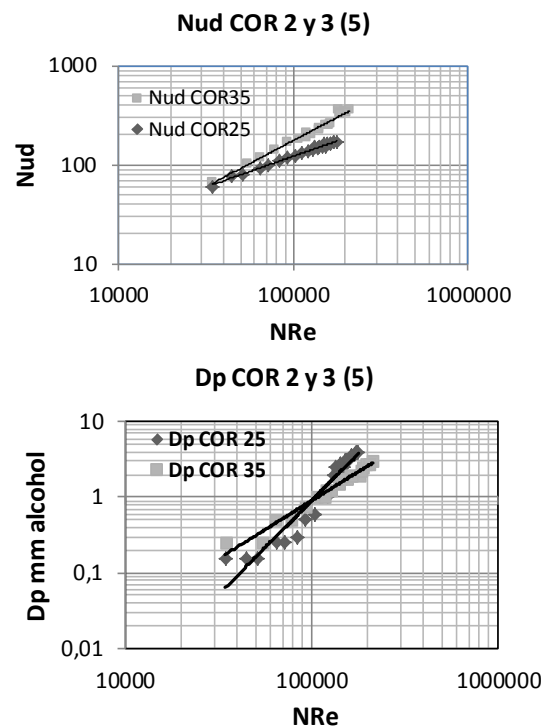 Nud COR 2 y 3 (5)
1000
Nud COR35
Nud COR25
Nud
100
10
10000
100000
1000000
NRe
Dp COR 2 y 3 (5)
10
Dp COR 25
Dp COR 35
1
Dp mm alcohol
0,1
0,01
10000
100000
1000000
NRe